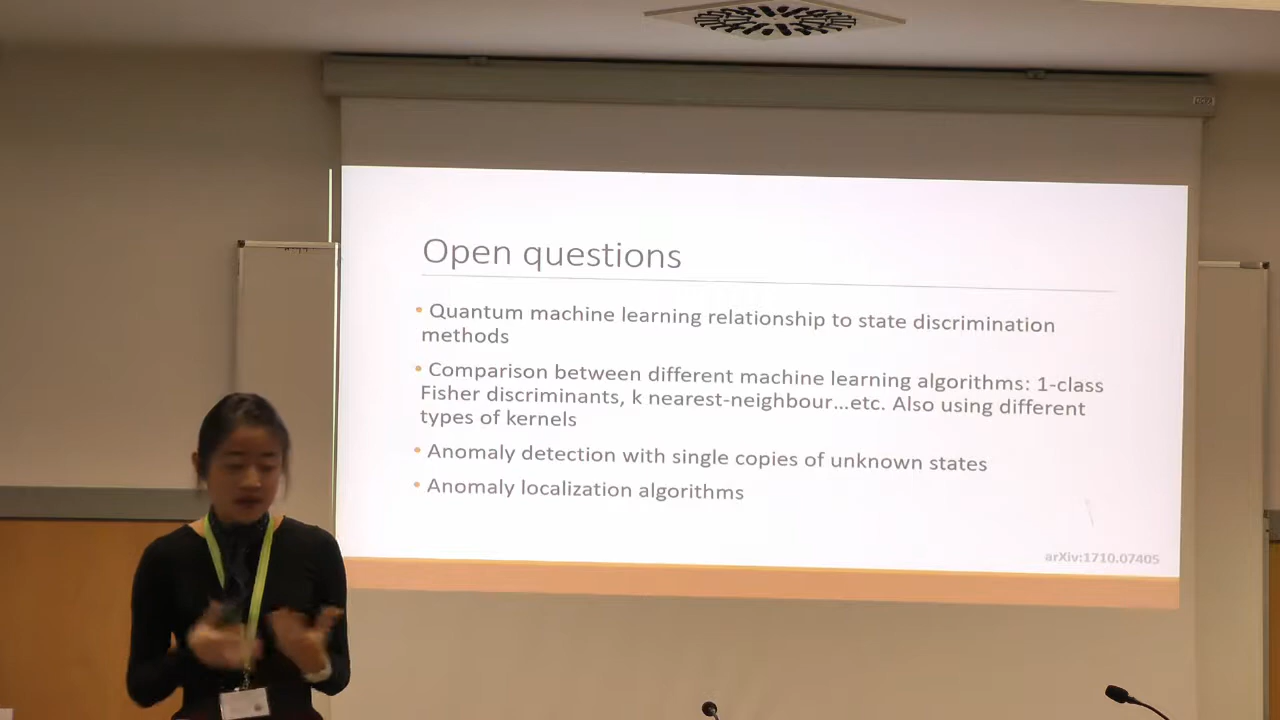 Open questions
• Quantum machine learning relationship to state discrimination
methods
• Comparison between different machine learning algorithms: 1-class
Fisher discriminants, k nearest-neighbour...etc. Also using different
types of kernels
• Anomaly detection with single copies of unknown states
• Anomaly localization algorithms
arXiv:1710.07405